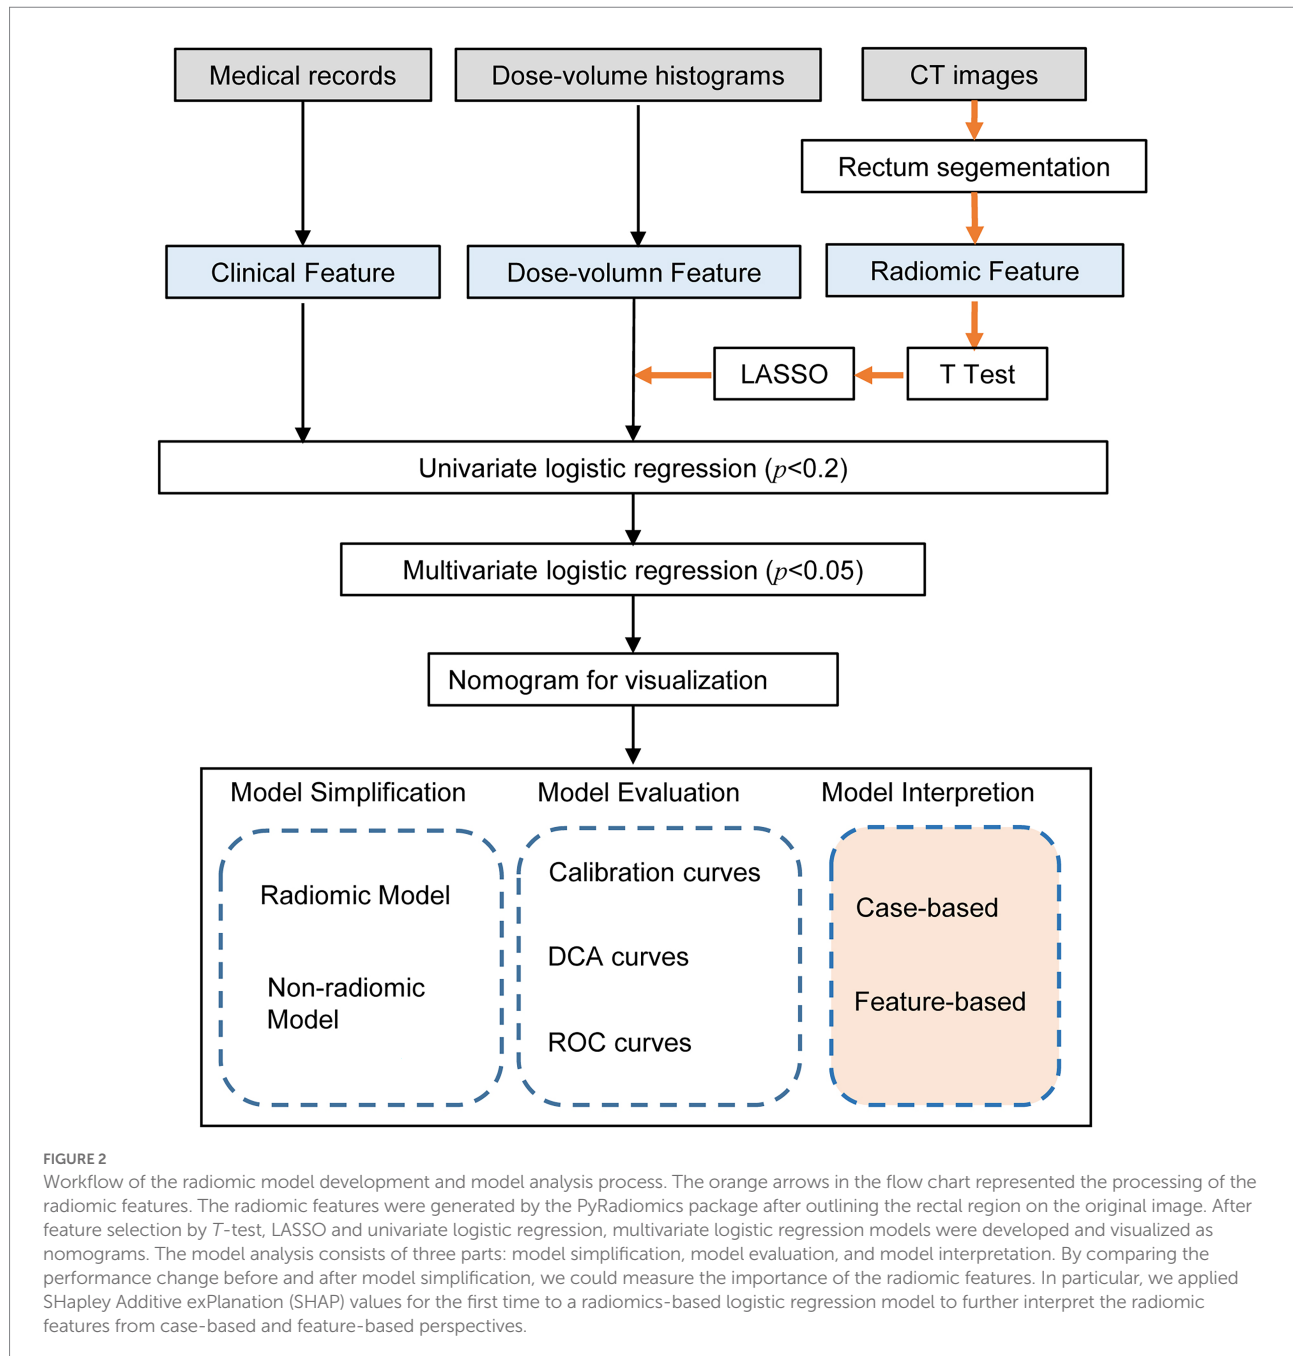 Medical records
Dose-volume histograms
CT images
Rectum segementation
Clinical Feature
Dose-volumn Feature
Radiomic Feature
LASSO
T Test
Univariate logistic regression (p<0.2)
Multivariate logistic regression (p<0.05)
Nomogram for visualization
Model Simplification
Model Evaluation
Model Interpretion
Radiomic Model
Non-radiomic
Model
Calibration curves
DCA curves
ROC curves
Case-based
Feature-based
FIGURE 2
Workflow of the radiomic model development and model analysis process. The orange arrows in the flow chart represented the processing of the
radiomic features. The radiomic features were generated by the PyRadiomics package after outlining the rectal region on the original image. After
feature selection by T-test, LASSO and univariate logistic regression, multivariate logistic regression models were developed and visualized as
nomograms. The model analysis consists of three parts: model simplification, model evaluation, and model interpretation. By comparing the
performance change before and after model simplification, we could measure the importance of the radiomic features. In particular, we applied
SHapley Additive exPlanation (SHAP) values for the first time to a radiomics-based logistic regression model to further interpret the radiomic
features from case-based and feature-based perspectives.